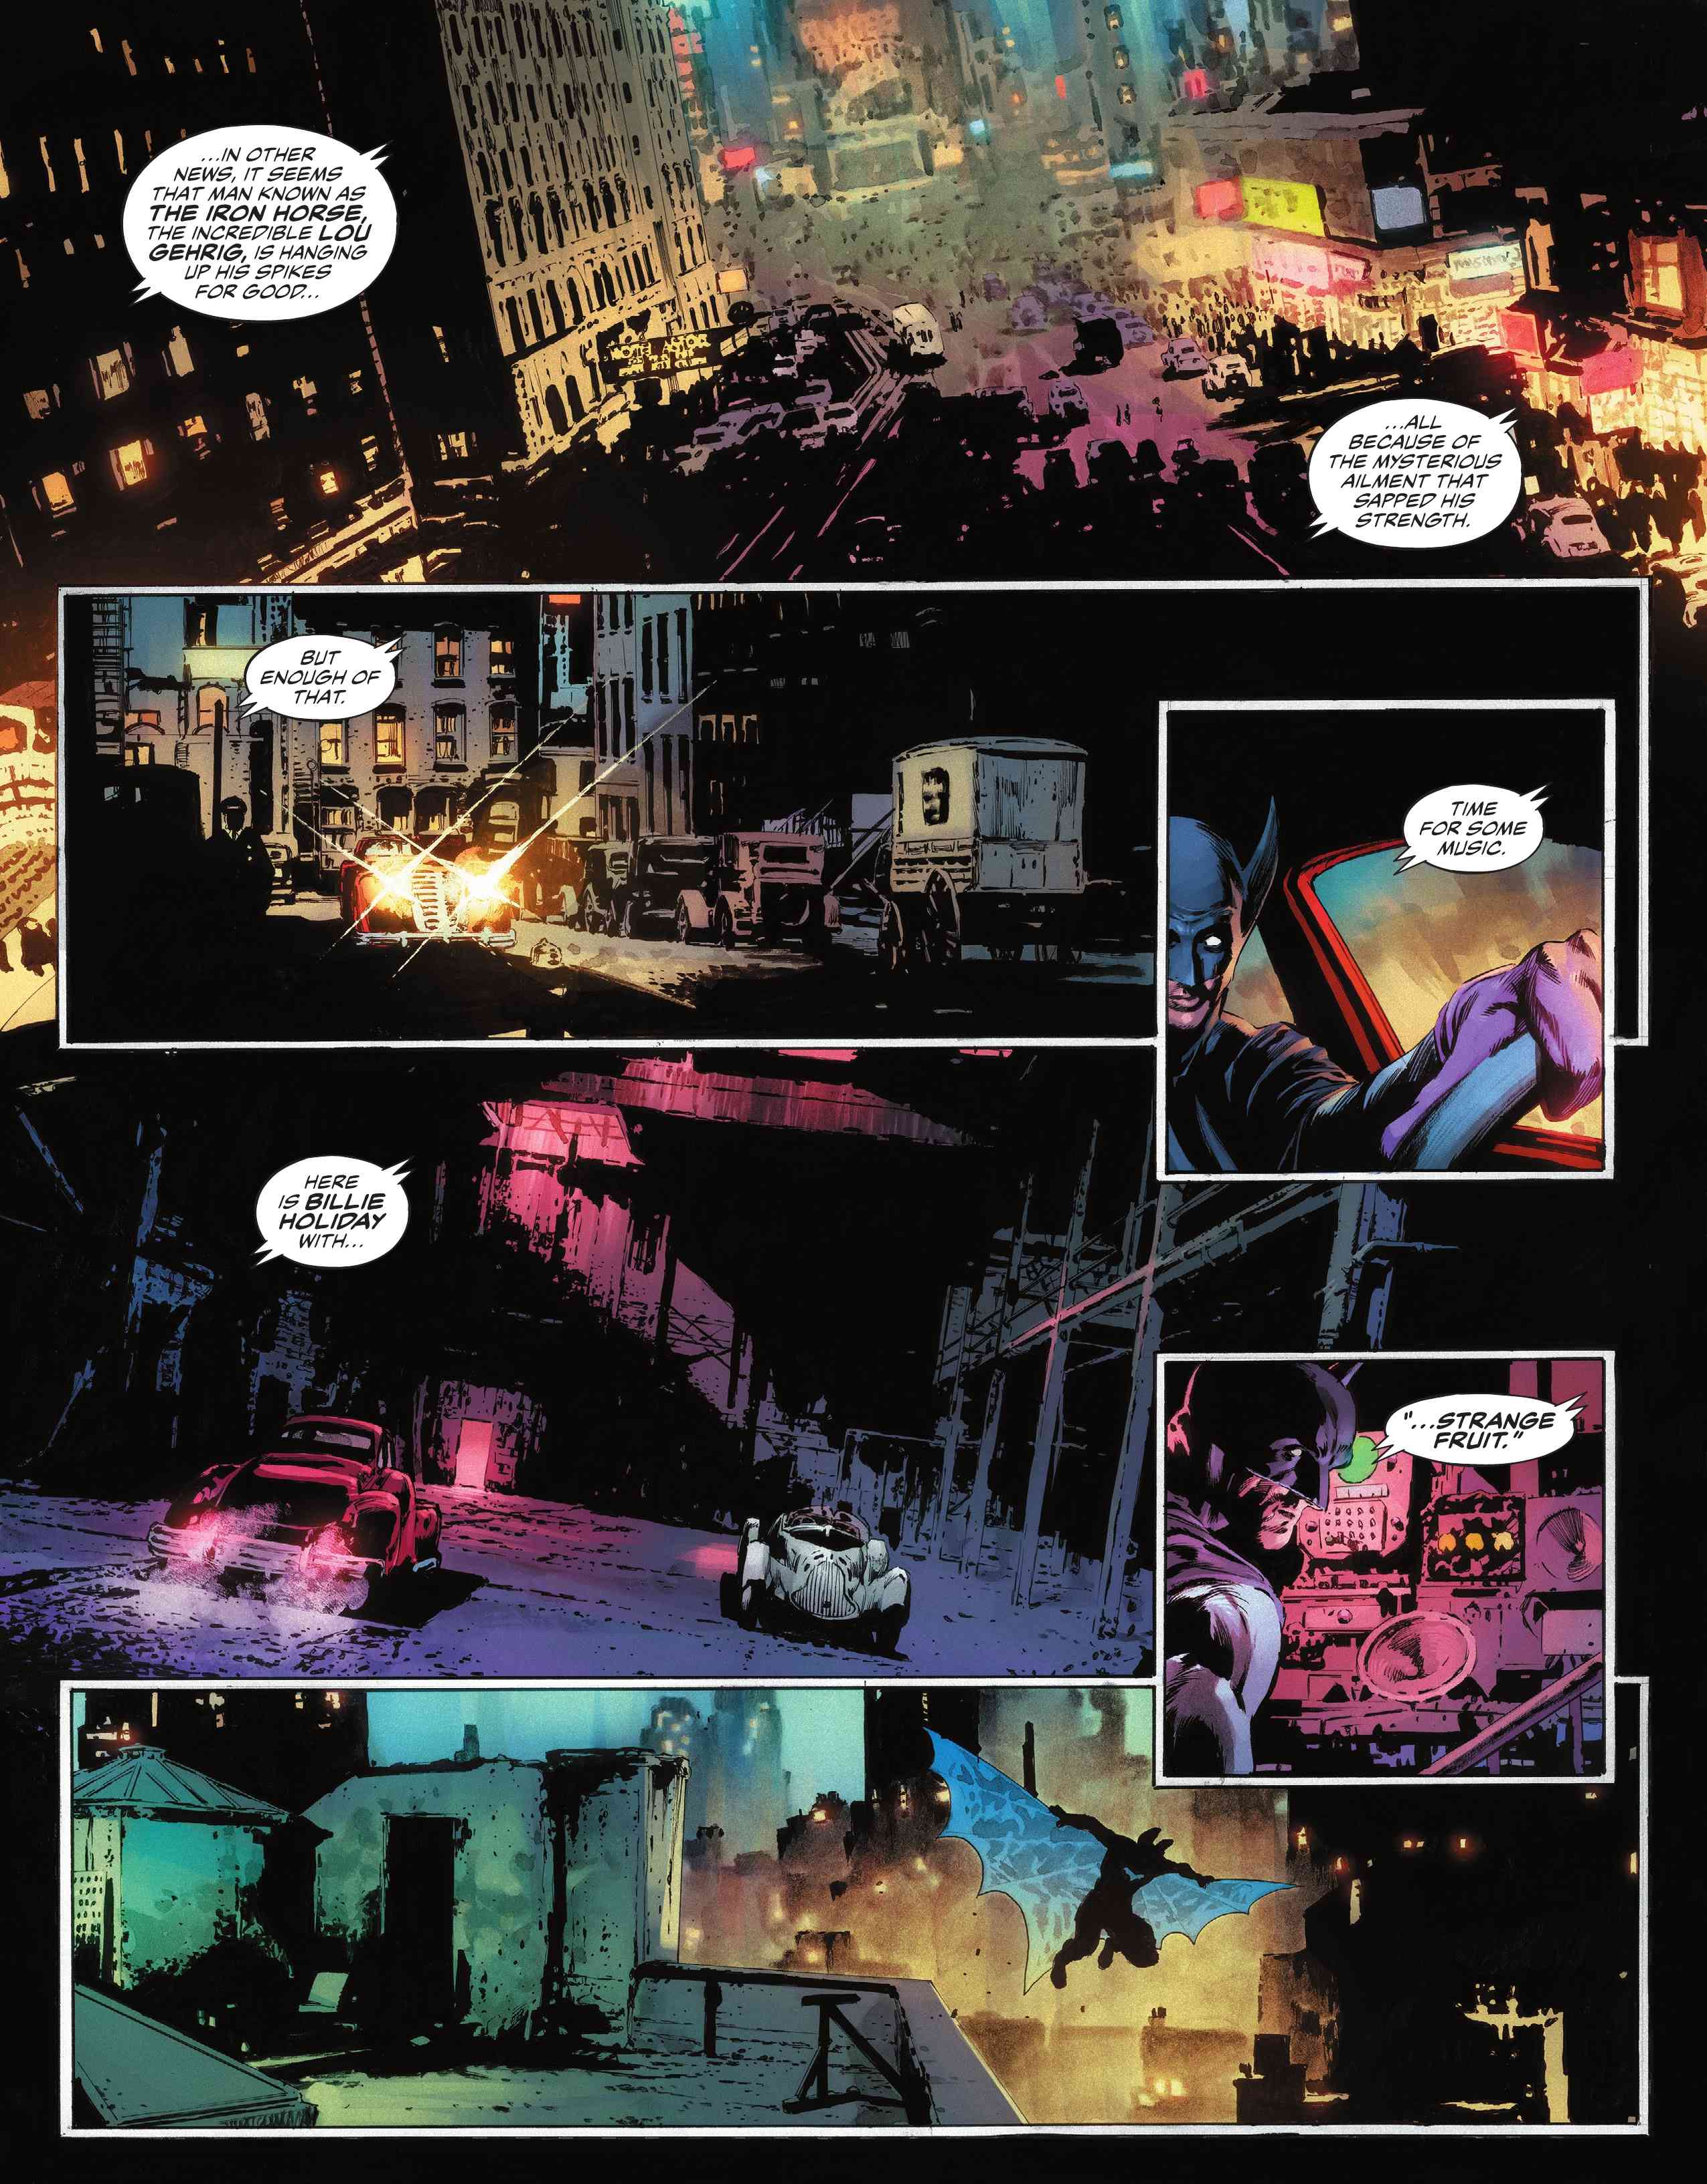 ...IN OTHER
NEWS, IT SEEMS
THAT MAN KNOWN AS
THE IRON HORSE,
THE INCREDIBLE LOU
GEHRIG, IS HANGING
UP HIS SPIKES
FOR GOOD...
HOTEL ASTOR
...ALL
BECAUSE OF
THE MYSTERIOUS
AILMENT THAT
SAPPED HIS
STRENGTH.
BUT
ENOUGH OF
THAT.
TIME
FOR SOME
MUSIC.
HERE
IS BILLIE
HOLIDAY
WITH...
"...STRANGE
FRUIT."